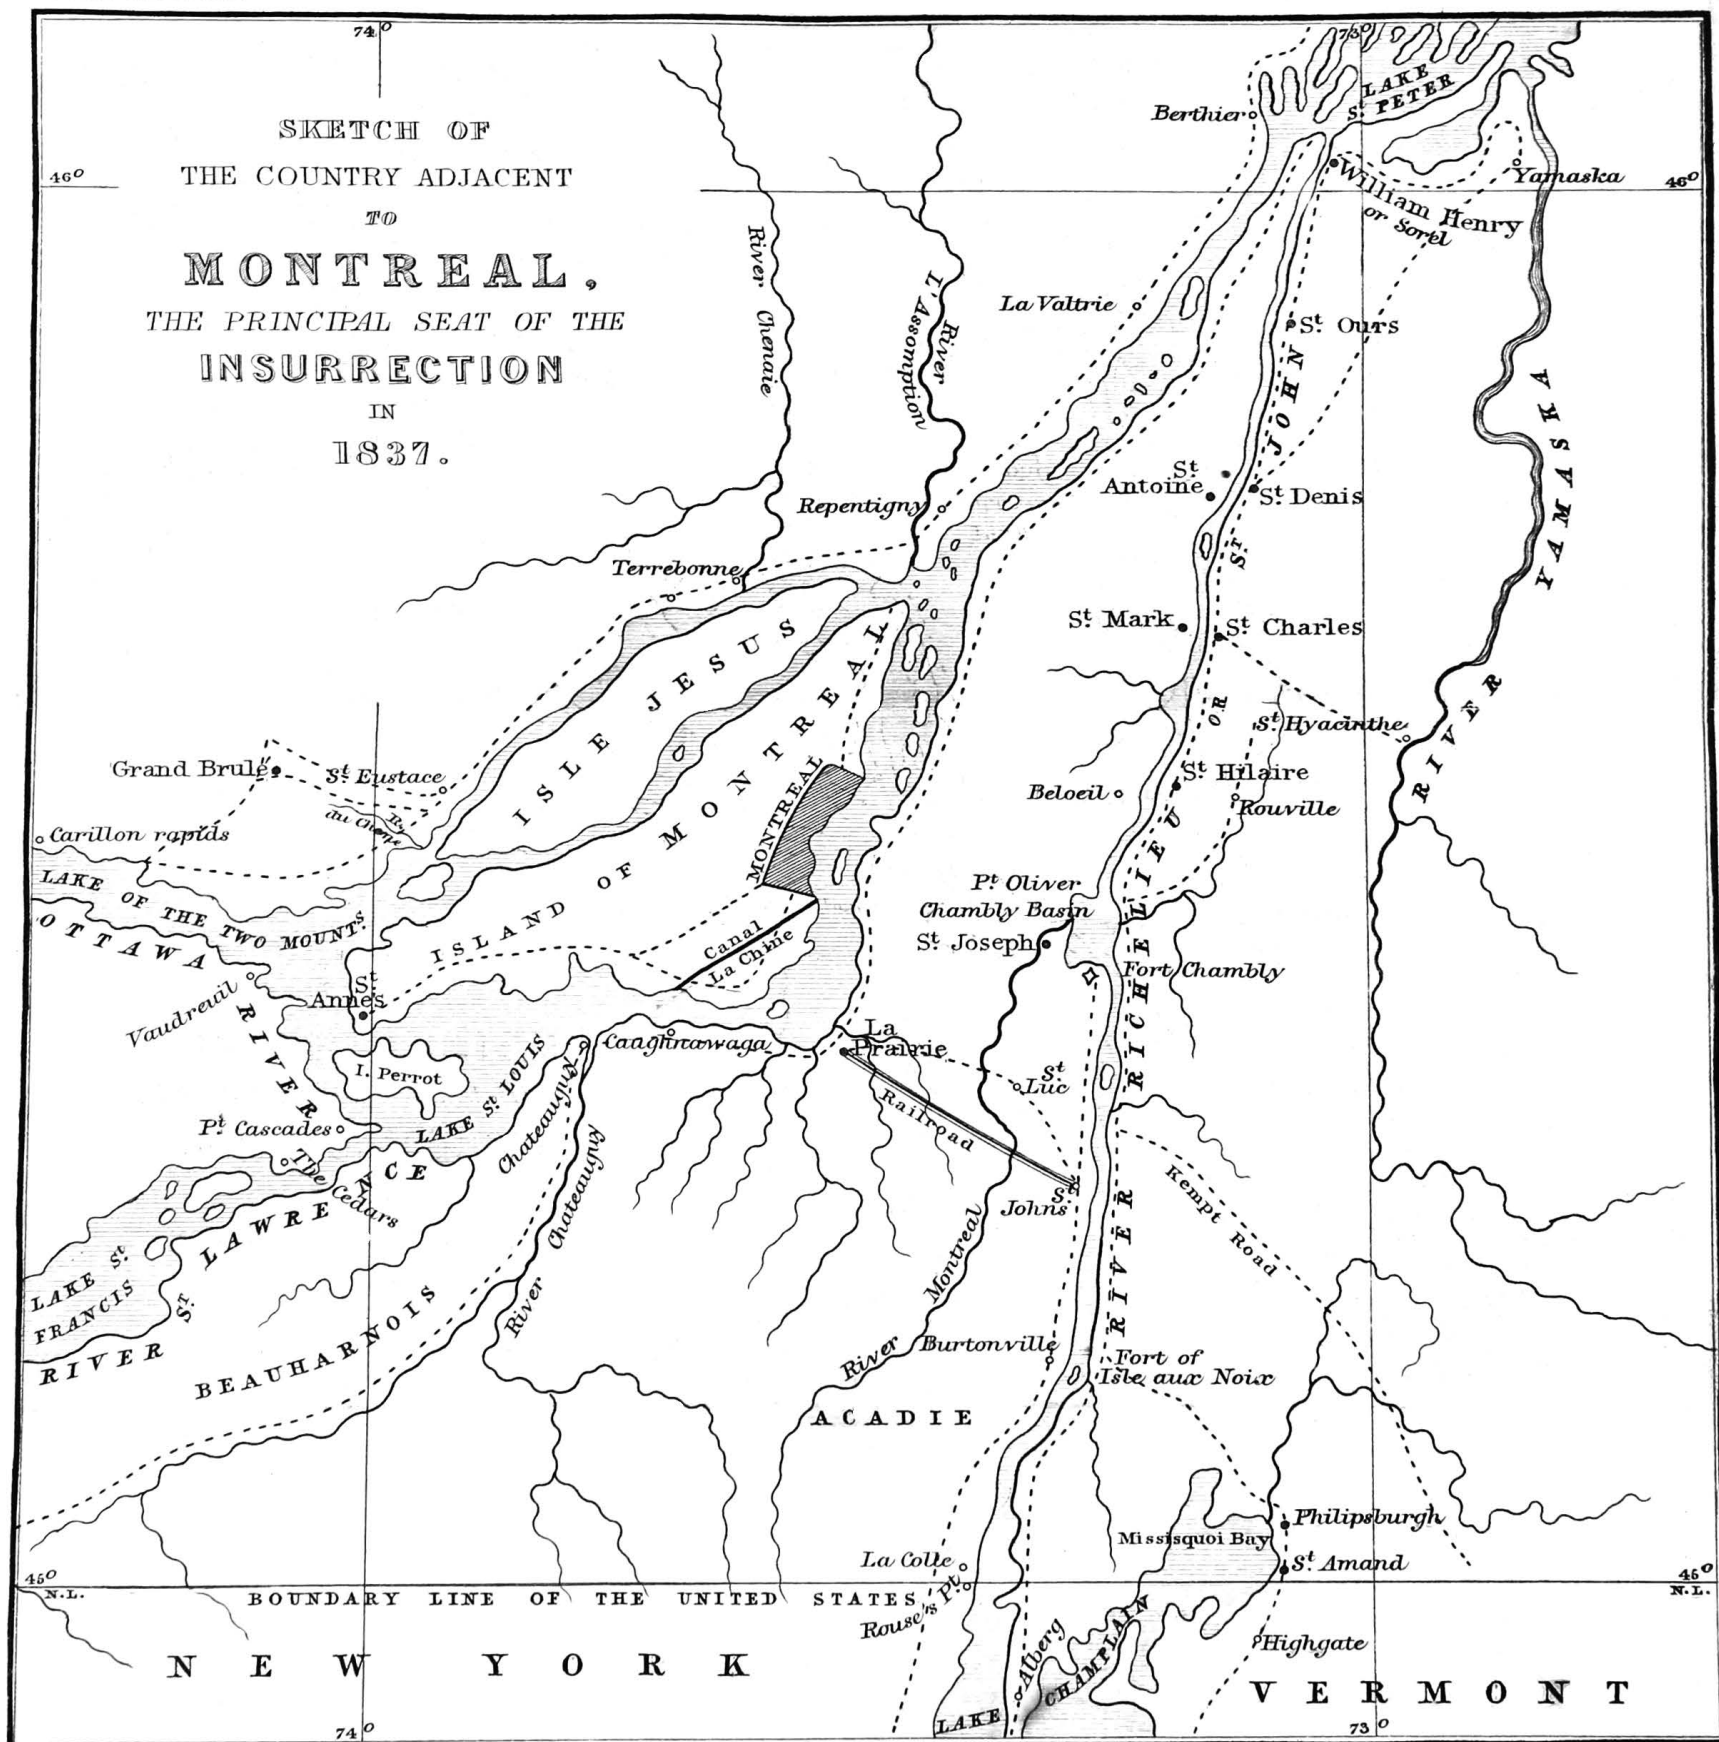 74°
73°
SKETCH OF
THE COUNTRY ADJACENT
TO
MONTREAL,
THE PRINCIPAL SEAT OF THE
INSURRECTION
IN
1837.
46°
46°
LAKE
St. PETER
Berthier
Yamaska
William Henry
or Sorel
River Chenaie
River
L'Assomption
La Valtrie
St. Ours
RIVER YAMASKA
St.
Antoine
St. Denis
Repentigny
Terrebonne
St. Mark
St. Charles
ISLE JESUS
ISLAND OF MONTREAL
MONTREAL
St. Hyacinthe
Grand Brulé
St. Eustace
R.
du Chene
St. Hilaire
Beloeil
Rouville
Carillon rapids
LAKE OF THE TWO MOUNTs.
OTTAWA RIVER
Pt. Oliver
Chambly Basin
St. Joseph
Fort Chambly
Canal
La Chine
Vaudreuil
St.
Anne's
I. Perrot
LAKE St. LOUIS
Caughnawaga
La
Prairie
St.
Luc
Railroad
Pt. Cascades
The Cedars
Chateaugay
River Chateaugay
St.
Johns
RIVER RICHELIEU OR St. JOHN
Kempt Road
LAKE St.
FRANCIS
RIVER St. LAWRENCE
BEAUHARNOIS
River Montreal
Burtonville
Fort of
Isle aux Noix
ACADIE
Philipsburgh
Missisquoi Bay
St. Amand
La Colle
45°
N.L.
BOUNDARY LINE OF THE UNITED STATES
45°
N.L.
Rouse's Pt.
Alberg
Highgate
NEW YORK
VERMONT
LAKE CHAMPLAIN
74°
73°